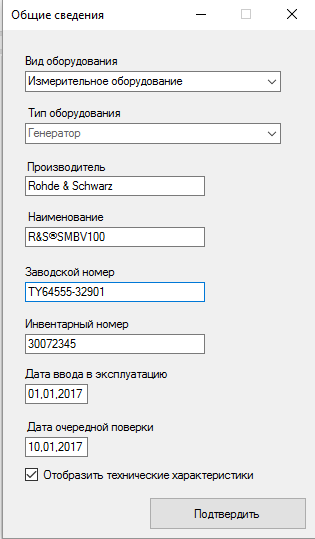 Общие сведения
Вид оборудования
Измерительное оборудование
Тип оборудования
Генератор
Производитель
Rohde & Schwarz
Наименование
R&S®SMBV100
Заводской номер
TY64555-32901
Инвентарный номер
30072345
Дата ввода в эксплуатацию
01,01,2017
Дата очередной поверки
10,01,2017
Отобразить технические характеристики
Подтвердить